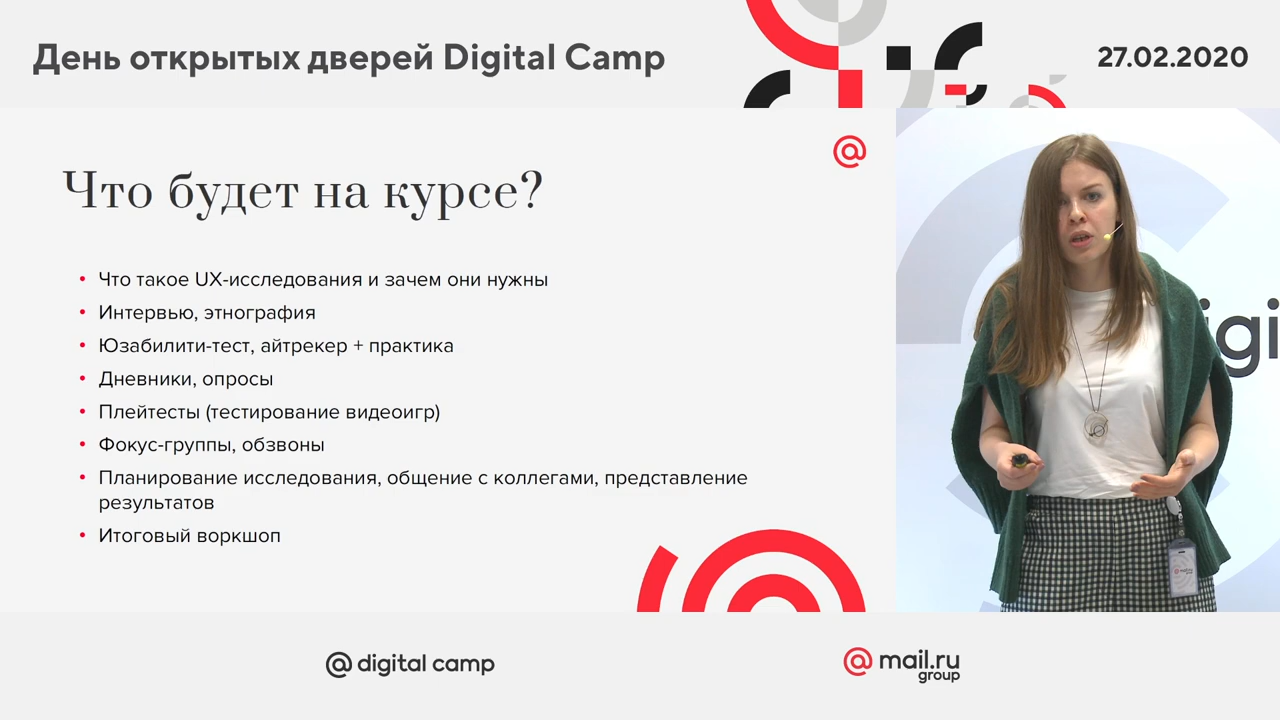 День открытых дверей Digital Camp
27.02.2020
@
Что будет на курсе?
• Что такое UX-исследования и зачем они нужны
• Интервью, этнография
• Юзабилити-тест, айтрекер + практика
• Дневники, опросы
• Плейтесты (тестирование видеоигр)
• Фокус-группы, обзвоны
• Планирование исследования, общение с коллегами, представление
результатов
• Итоговый воркшоп
igi
@ digital camp
@ mail.ru
group